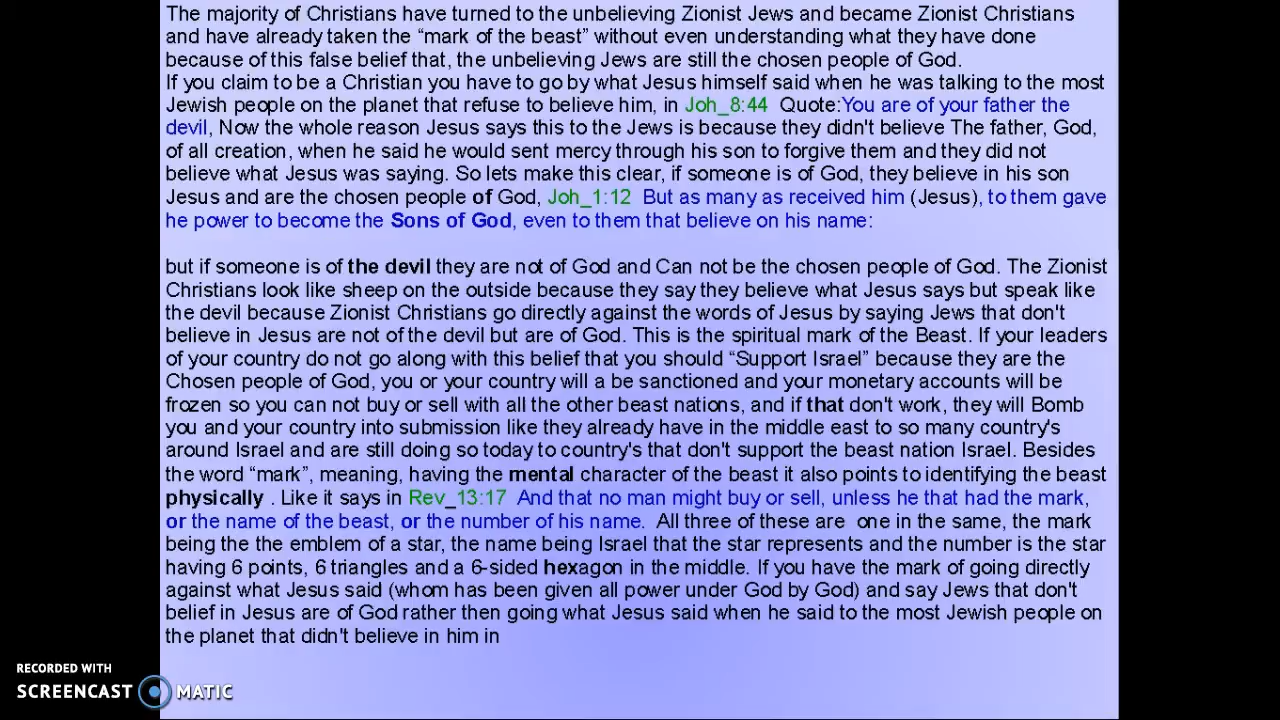 The majority of Christians have turned to the unbelieving Zionist Jews and became Zionist Christians
and have already taken the “mark of the beast” without even understanding what they have done
because of this false belief that, the unbelieving Jews are still the chosen people of God.
If you claim to be a Christian you have to go by what Jesus himself said when he was talking to the most
Jewish people on the planet that refuse to believe him, in Joh_8:44 Quote:You are of your father the
devil, Now the whole reason Jesus says this to the Jews is because they didn't believe The father, God,
of all creation, when he said he would sent mercy through his son to forgive them and they did not
believe what Jesus was saying. So lets make this clear, if someone is of God, they believe in his son
Jesus and are the chosen people of God, Joh_1:12 But as many as received him (Jesus), to them gave
he power to become the Sons of God, even to them that believe on his name:
but if someone is of the devil they are not of God and Can not be the chosen people of God. The Zionist
Christians look like sheep on the outside because they say they believe what Jesus says but speak like
the devil because Zionist Christians go directly against the words of Jesus by saying Jews that don't
believe in Jesus are not of the devil but are of God. This is the spiritual mark of the Beast. If your leaders
of your country do not go along with this belief that you should “Support Israel” because they are the
Chosen people of God, you or your country will a be sanctioned and your monetary accounts will be
frozen so you can not buy or sell with all the other beast nations, and if that don't work, they will Bomb
you and your country into submission like they already have in the middle east to so many country's
around Israel and are still doing so today to country's that don't support the beast nation Israel. Besides
the word “mark”, meaning, having the mental character of the beast it also points to identifying the beast
physically . Like it says in Rev_13:17 And that no man might buy or sell, unless he that had the mark,
or the name of the beast, or the number of his name. All three of these are one in the same, the mark
being the the emblem of a star, the name being Israel that the star represents and the number is the star
having 6 points, 6 triangles and a 6-sided hexagon in the middle. If you have the mark of going directly
against what Jesus said (whom has been given all power under God by God) and say Jews that don't
belief in Jesus are of God rather then going what Jesus said when he said to the most Jewish people on
the planet that didn't believe in him in
RECORDED WITH
SCREENCAST MATIC